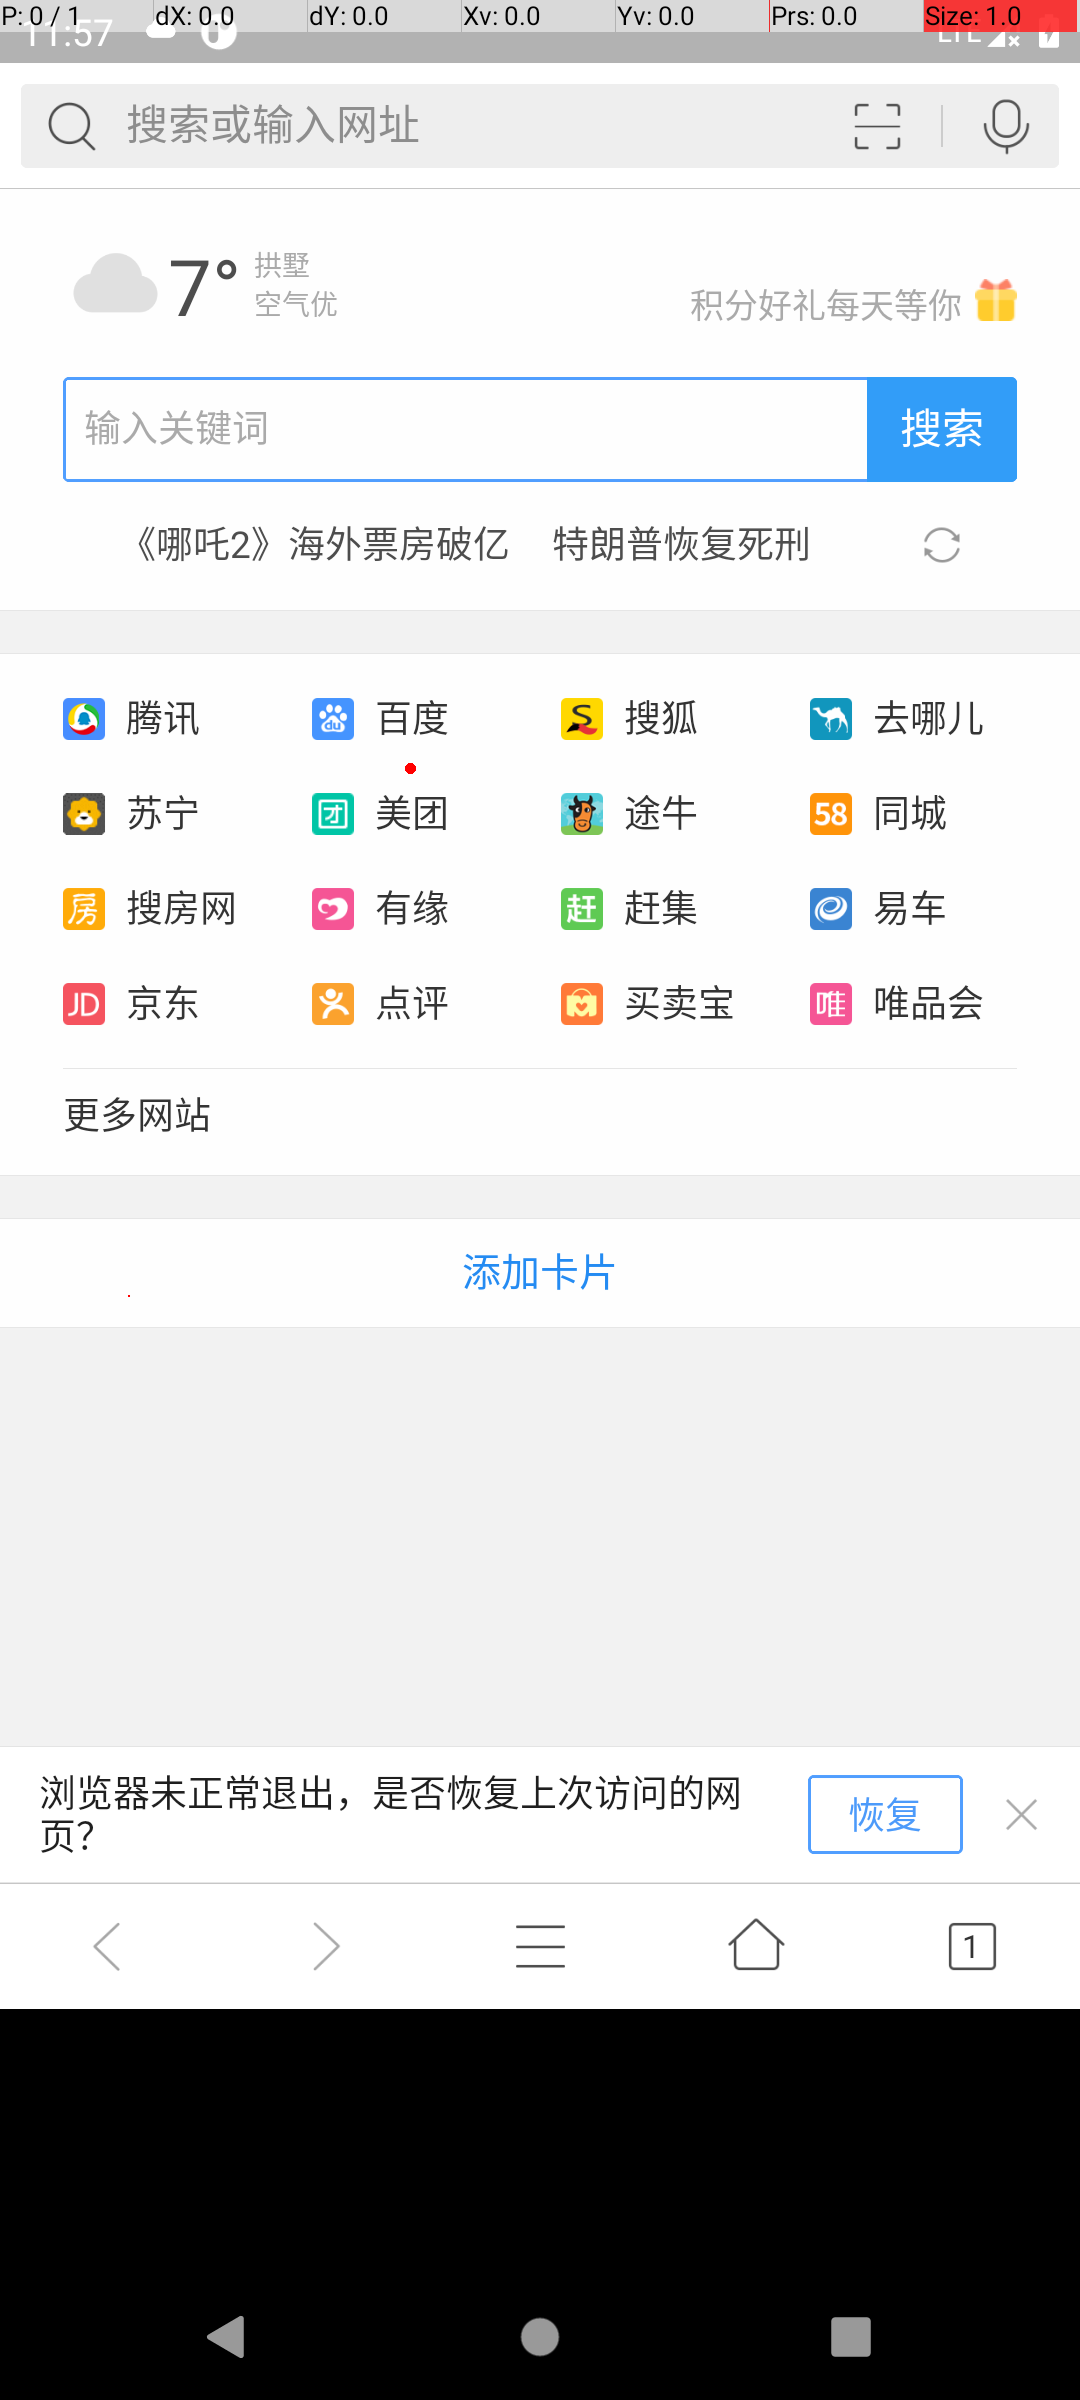 P: 0 / 1 dX: 0.0 dY: 0.0 Xv: 0.0 Yv: 0.0 Prs: 0.0 Size: 1.0
11:57 LTE
搜索或输入网址
7° 拱墅
空气优
积分好礼每天等你
输入关键词 搜索
《哪吒2》海外票房破亿 特朗普恢复死刑
腾讯 百度 搜狐 去哪儿
苏宁 美团 途牛 58 同城
搜房网 有缘 赶集 易车
京东 点评 买卖宝 唯品会
更多网站
添加卡片
浏览器未正常退出，是否恢复上次访问的网
页？
恢复
1